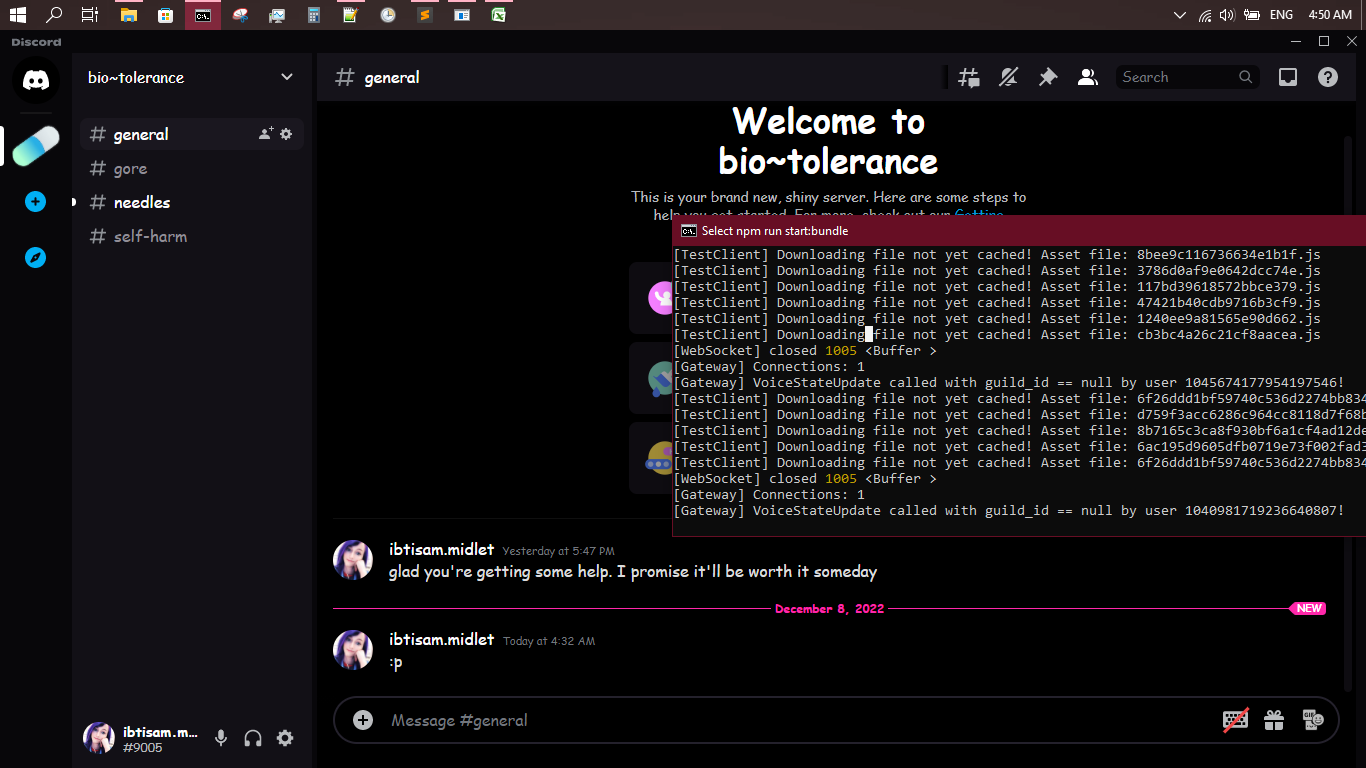 ENG 4:50 AM
Discord
bio~tolerance
# general
Search
# general
# gore
# needles
# self-harm
Welcome to
bio~tolerance
This is your brand new, shiny server. Here are some steps to
help you get started. For more, check out our Getting
Select npm run start:bundle
[TestClient] Downloading file not yet cached! Asset file: 8bee9c116736634e1b1f.js
[TestClient] Downloading file not yet cached! Asset file: 3786d0af9e0642dcc74e.js
[TestClient] Downloading file not yet cached! Asset file: 117bd39618572bbce379.js
[TestClient] Downloading file not yet cached! Asset file: 47421b40cdb9716b3cf9.js
[TestClient] Downloading file not yet cached! Asset file: 1240ee9a81565e90d662.js
[TestClient] Downloading file not yet cached! Asset file: cb3bc4a26c21cf8aacea.js
[WebSocket] closed 1005 <Buffer >
[Gateway] Connections: 1
[Gateway] VoiceStateUpdate called with guild_id == null by user 1045674177954197546!
[TestClient] Downloading file not yet cached! Asset file: 6f26ddd1bf59740c536d2274bb834
[TestClient] Downloading file not yet cached! Asset file: d759f3acc6286c964cc8118d7f68b
[TestClient] Downloading file not yet cached! Asset file: 8b7165c3ca8f930bf6a1cf4ad12de
[TestClient] Downloading file not yet cached! Asset file: 6ac195d9605dfb0719e73f002fad3
[TestClient] Downloading file not yet cached! Asset file: 6f26ddd1bf59740c536d2274bb834
[WebSocket] closed 1005 <Buffer >
[Gateway] Connections: 1
[Gateway] VoiceStateUpdate called with guild_id == null by user 1040981719236640807!
ibtisam.midlet Yesterday at 5:47 PM
glad you're getting some help. I promise it'll be worth it someday
December 8, 2022 NEW
ibtisam.midlet Today at 4:32 AM
:p
Message #general
GIF
ibtisam.m...
#9005